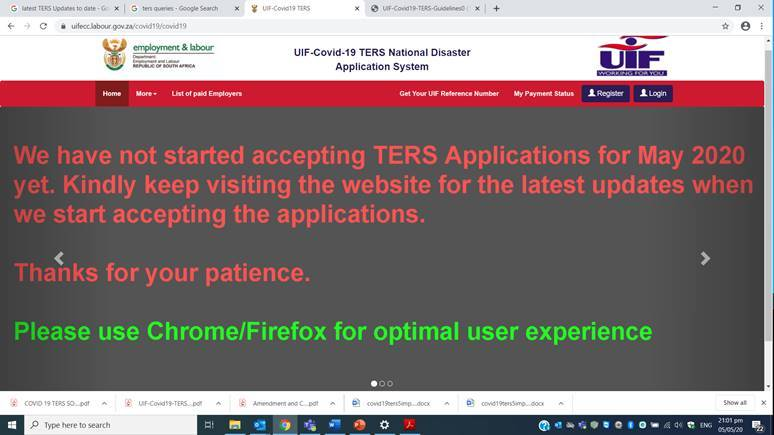 latest TERS Updates to date - Go
ters queries - Google Search
UIF-Covid19 TERS
UIF-Covid-19-TERS-Guidelines0 (
uifecc.labour.gov.za/covid19/covid19
employment & labour
Department:
Employment and Labour
REPUBLIC OF SOUTH AFRICA
UIF-Covid-19 TERS National Disaster
Application System
UIF
WORKING FOR YOU
Home More List of paid Employers Get Your UIF Reference Number My Payment Status Register Login
We have not started accepting TERS Applications for May 2020
yet. Kindly keep visiting the website for the latest updates when
we start accepting the applications.
Thanks for your patience.
Please use Chrome/Firefox for optimal user experience
COVID 19 TERS SO....pdf
UIF-Covid19-TERS....pdf
Amendment and C....pdf
covid19tersSimp....docx
covid19tersSimp....docx
Show all
Type here to search
ENG
21:01 pm
05/05/20
22